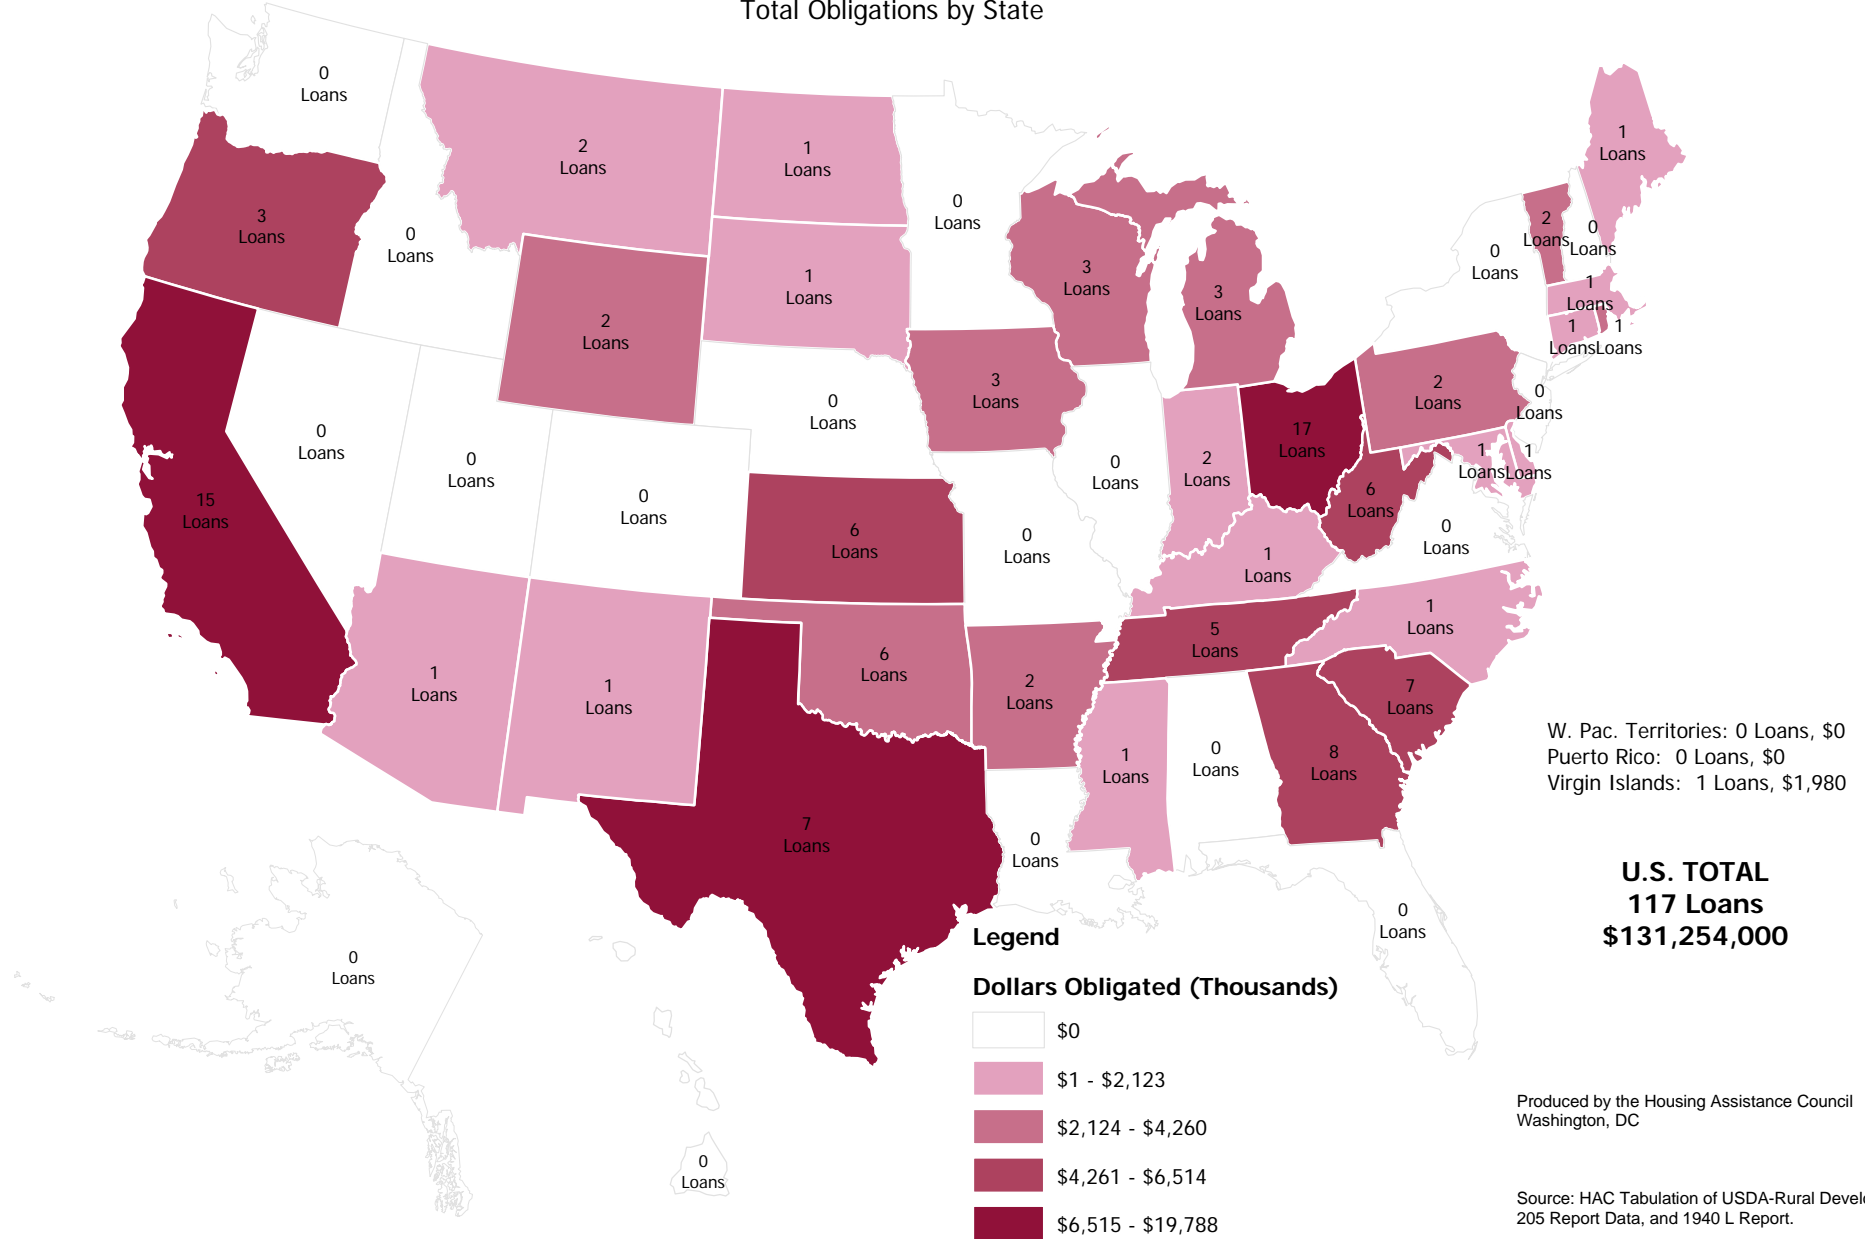 Total Obligations by State
0
Loans
2
Loans
1
Loans
0
Loans
1
Loans
3
Loans
0
Loans
1
Loans
2
Loans
3
Loans
3
Loans
0
Loans
2
Loans
0
Loans
1
Loans
1
Loans
1
Loans
0
Loans
0
Loans
0
Loans
3
Loans
0
Loans
2
Loans
17
Loans
2
Loans
0
Loans
1
Loans
1
Loans
15
Loans
0
Loans
6
Loans
0
Loans
6
Loans
0
Loans
1
Loans
1
Loans
1
Loans
1
Loans
6
Loans
2
Loans
5
Loans
7
Loans
7
Loans
0
Loans
1
Loans
0
Loans
8
Loans
0
Loans
0
Loans
0
Loans
W. Pac. Territories: 0 Loans, $0
Puerto Rico: 0 Loans, $0
Virgin Islands: 1 Loans, $1,980
U.S. TOTAL
117 Loans
$131,254,000
Legend
Dollars Obligated (Thousands)
$0
$1 - $2,123
$2,124 - $4,260
$4,261 - $6,514
$6,515 - $19,788
Produced by the Housing Assistance Council
Washington, DC
Source: HAC Tabulation of USDA-Rural
205 Report Data, and 1940 L Report.